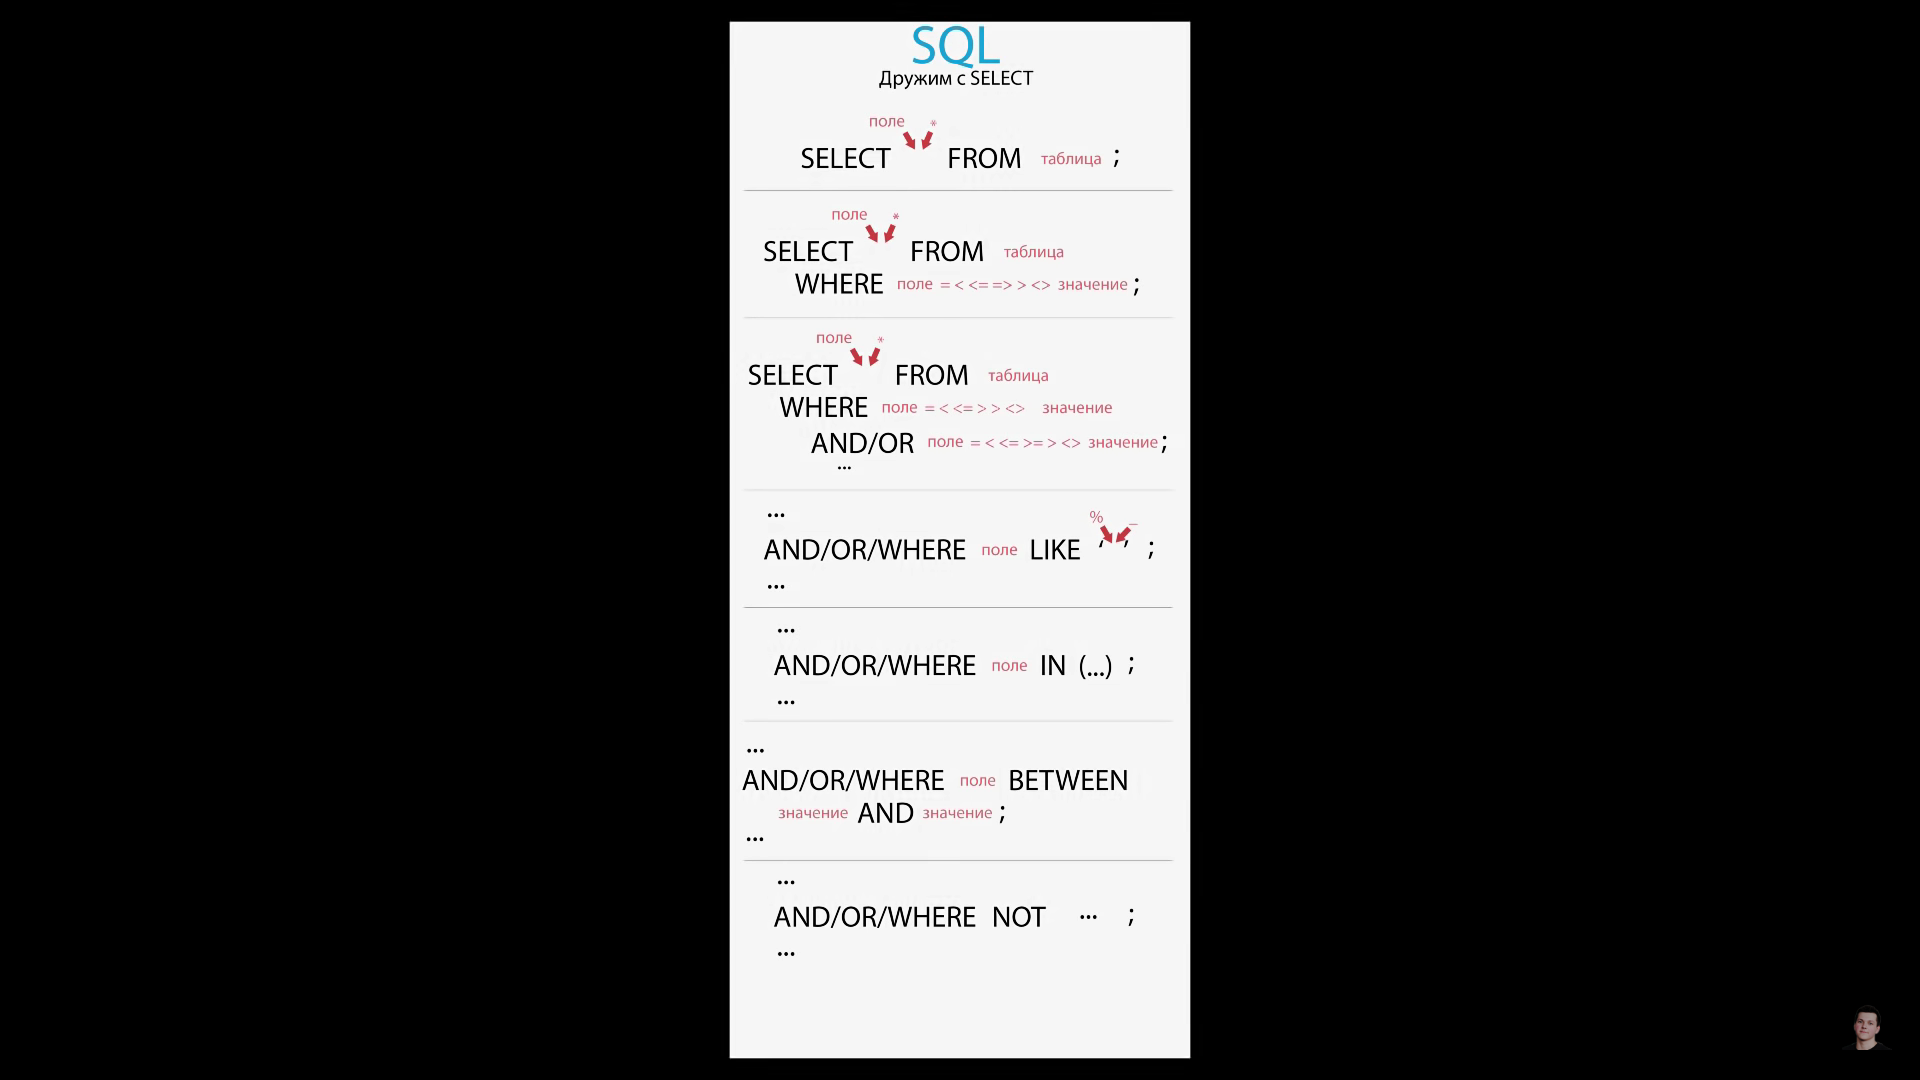 SQL
Дружим с SELECT
поле *
SELECT FROM таблица ;
поле *
SELECT FROM таблица
WHERE поле = < <= => > <> значение ;
поле *
SELECT FROM таблица
WHERE поле = < <= > > <> значение
AND/OR поле = < <= >= > <> значение ;
...
...
% _
AND/OR/WHERE поле LIKE ‘ ’ ;
...
...
AND/OR/WHERE поле IN (...) ;
...
...
AND/OR/WHERE поле BETWEEN
значение AND значение ;
...
...
AND/OR/WHERE NOT ... ;
...